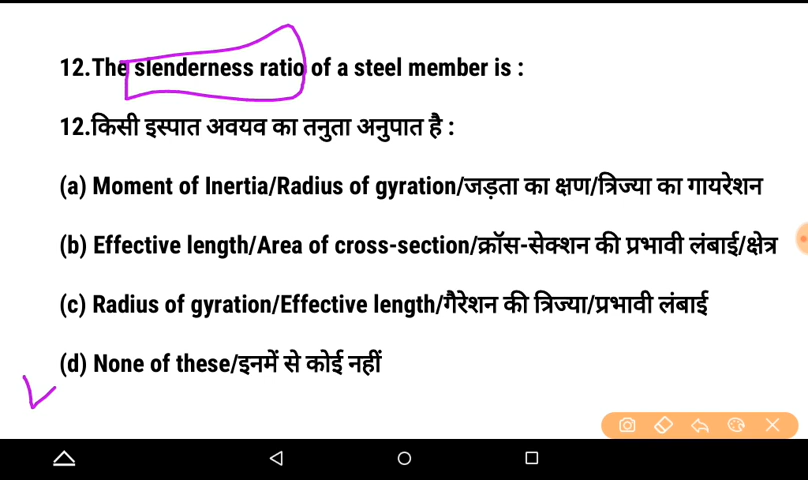 12.The slenderness ratio of a steel member is :
12.किसी इस्पात अवयव का तनुता अनुपात है :
(a) Moment of Inertia/Radius of gyration/जड़ता का क्षण/त्रिज्या का गायरेशन
(b) Effective length/Area of cross-section/क्रॉस-सेक्शन की प्रभावी लंबाई/क्षेत्र
(c) Radius of gyration/Effective length/गैरेशन की त्रिज्या/प्रभावी लंबाई
(d) None of these/इनमें से कोई नहीं